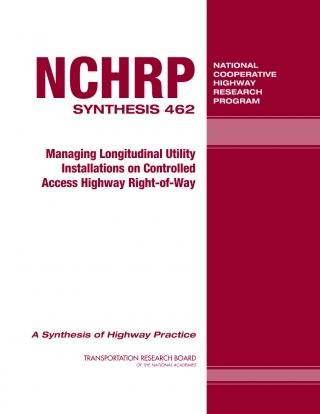 NCHRP
SYNTHESIS 462
NATIONAL
COOPERATIVE
HIGHWAY
RESEARCH
PROGRAM
Managing Longitudinal Utility
Installations on Controlled
Access Highway Right-of-Way
A Synthesis of Highway Practice
TRANSPORTATION RESEARCH BOARD
OF THE NATIONAL ACADEMIES